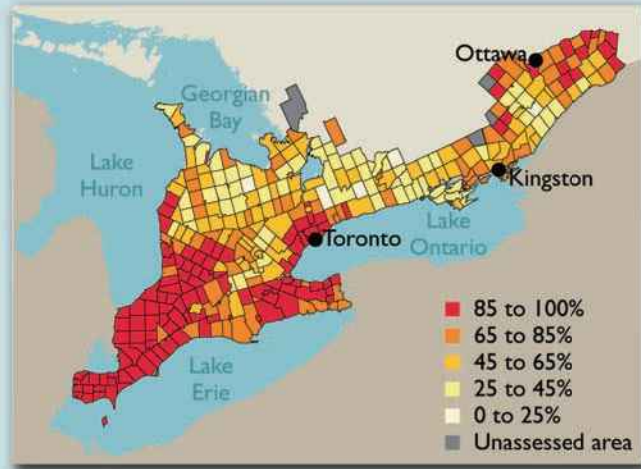 Ottawa
Georgian
Bay
Lake
Huron
Kingston
Toronto
Lake
Ontario
85 to 100%
65 to 85%
45 to 65%
25 to 45%
0 to 25%
Unassessed area
Lake
Erie